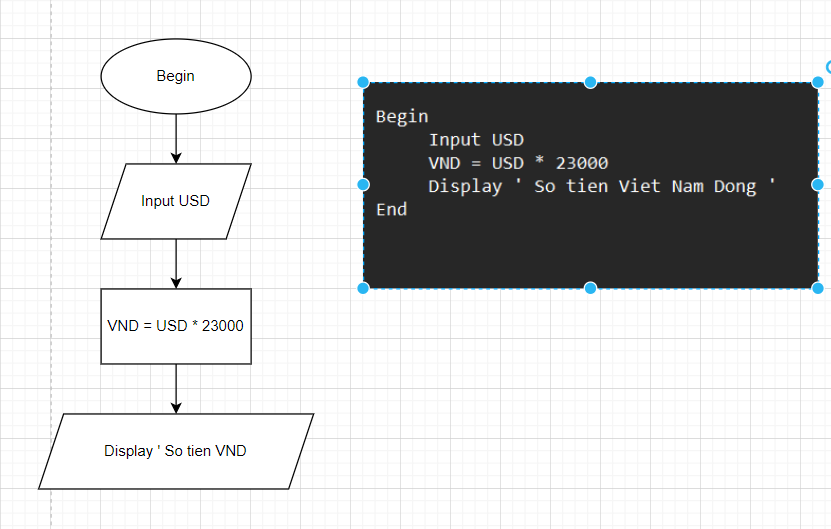 Begin
Input USD
VND = USD * 23000
Display ' So tien VND
Begin
Input USD
VND = USD * 23000
Display ' So tien Viet Nam Dong '
End